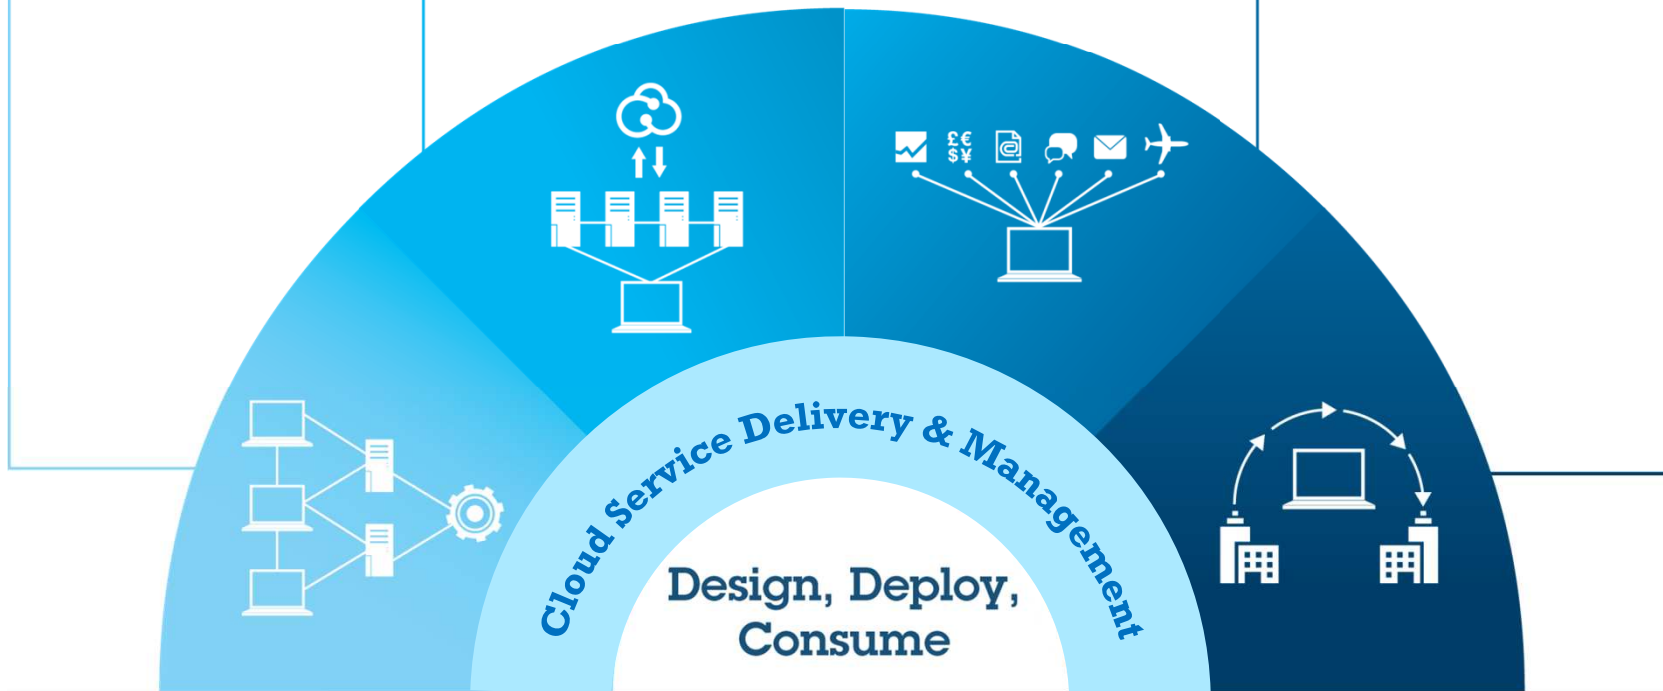 £€
$¥
Cloud Service Delivery & Management
Design, Deploy,
Consume